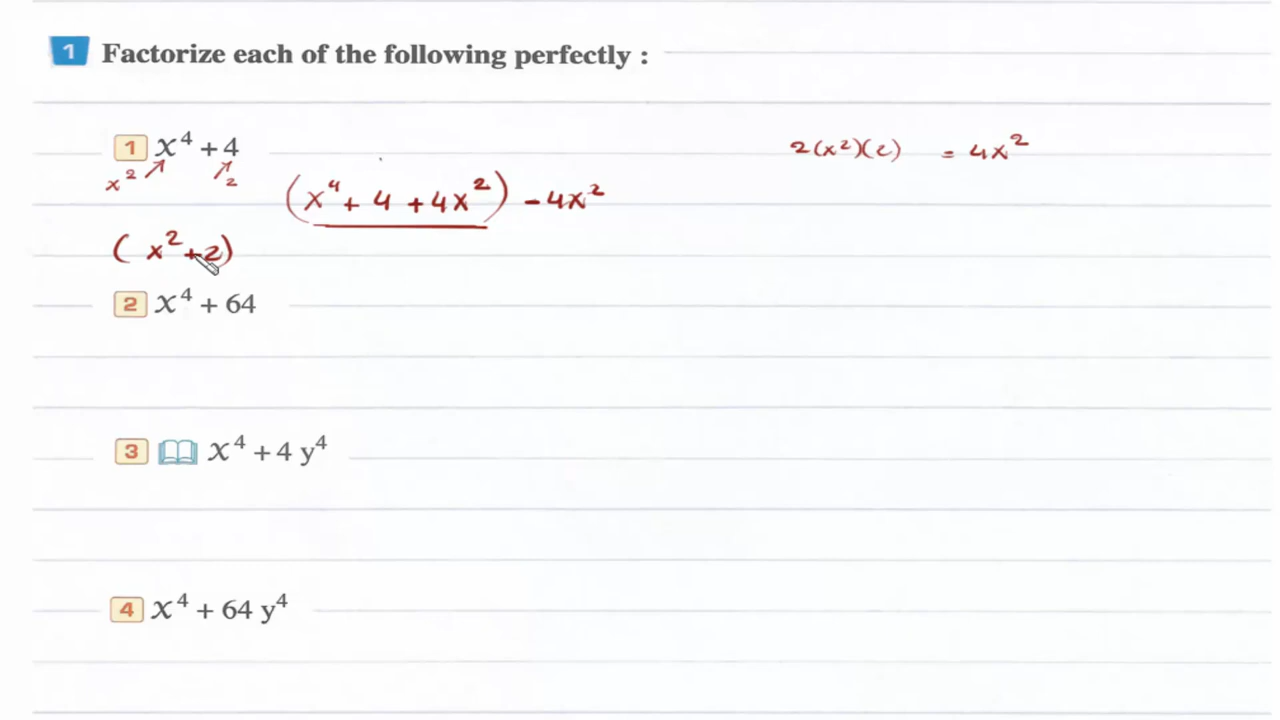 1 Factorize each of the following perfectly :
1 x⁴ + 4
2(x²)(2) = 4x²
x² 2
(x⁴ + 4 + 4x²) - 4x²
(x² + 2)
2 x⁴ + 64
3 x⁴ + 4 y⁴
4 x⁴ + 64 y⁴